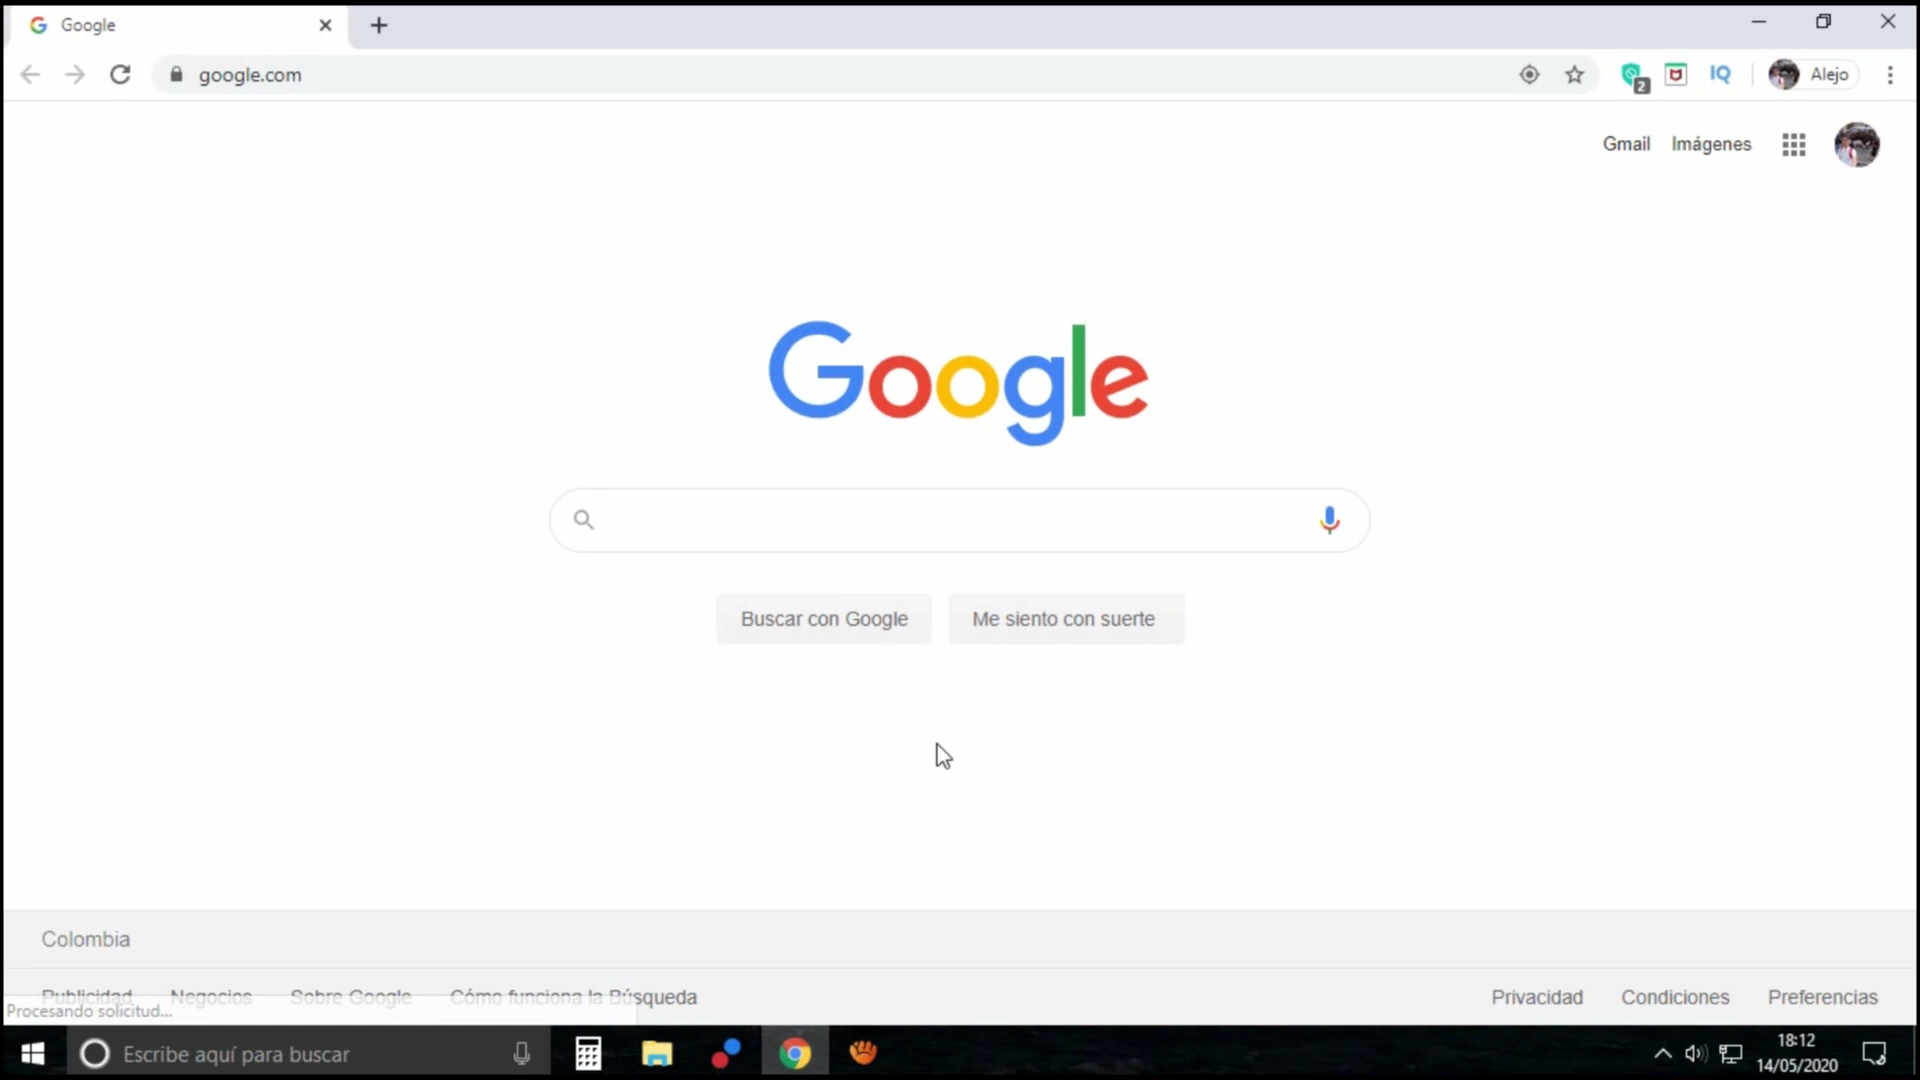 Google
google.com
2
IQ
Alejo
Gmail Imágenes
Google
Buscar con Google Me siento con suerte
Colombia
Publicidad Negocios Sobre Google Cómo funciona la Búsqueda Privacidad Condiciones Preferencias
Procesando solicitud...
Escribe aquí para buscar
18:12
14/05/2020